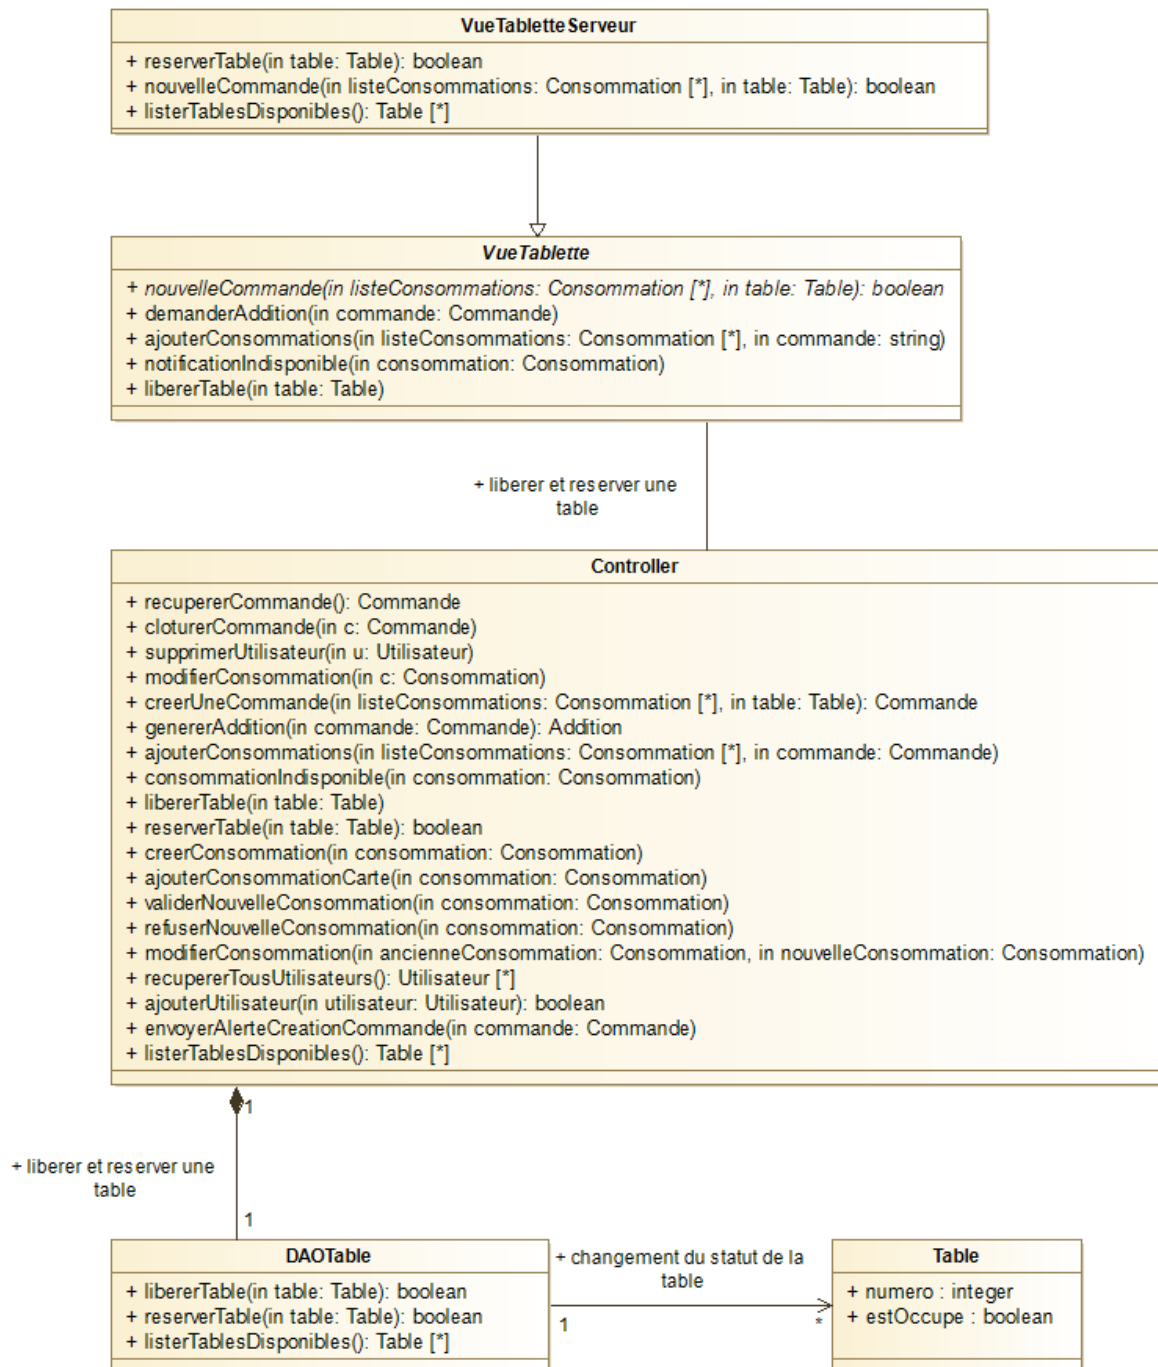 VueTabletteServeur
+ reserverTable(in table: Table): boolean
+ nouvelleCommande(in listeConsommations: Consommation [*], in table: Table): boolean
+ listerTablesDisponibles(): Table [*]
VueTablette
+ nouvelleCommande(in listeConsommations: Consommation [*], in table: Table): boolean
+ demanderAddition(in commande: Commande)
+ ajouterConsommations(in listeConsommations: Consommation [*], in commande: string)
+ notificationIndisponible(in consommation: Consommation)
+ libererTable(in table: Table)
+ liberer et reserver une
table
Controller
+ recupererCommande(): Commande
+ cloturerCommande(in c: Commande)
+ supprimerUtilisateur(in u: Utilisateur)
+ modifierConsommation(in c: Consommation)
+ creerUneCommande(in listeConsommations: Consommation [*], in table: Table): Commande
+ genererAddition(in commande: Commande): Addition
+ ajouterConsommations(in listeConsommations: Consommation [*], in commande: Commande)
+ consommationIndisponible(in consommation: Consommation)
+ libererTable(in table: Table)
+ reserverTable(in table: Table): boolean
+ creerConsommation(in consommation: Consommation)
+ ajouterConsommationCarte(in consommation: Consommation)
+ validerNouvelleConsommation(in consommation: Consommation)
+ refuserNouvelleConsommation(in consommation: Consommation)
+ modifierConsommation(in ancienneConsommation: Consommation, in nouvelleConsommation: Consommation)
+ recupererTousUtilisateurs(): Utilisateur [*]
+ ajouterUtilisateur(in utilisateur: Utilisateur): boolean
+ envoyerAlerteCreationCommande(in commande: Commande)
+ listerTablesDisponibles(): Table [*]
1
+ liberer et reserver une
table
1
DAOTable
+ libererTable(in table: Table): boolean
+ reserverTable(in table: Table): boolean
+ listerTablesDisponibles(): Table [*]
+ changement du statut de la
table
1
*
Table
+ numero : integer
+ estOccupe : boolean